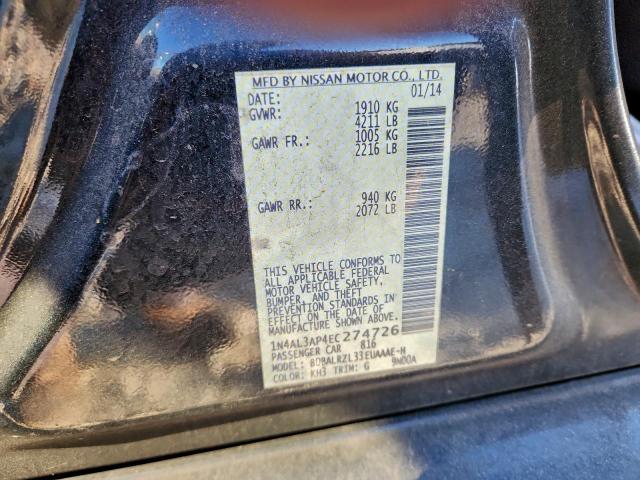 MFD BY NISSAN MOTOR CO., LTD.
DATE: 01/14
GVWR: 1910 KG
4211 LB
GAWR FR.: 1005 KG
2216 LB
GAWR RR.: 940 KG
2072 LB
THIS VEHICLE CONFORMS TO
ALL APPLICABLE FEDERAL
MOTOR VEHICLE SAFETY,
BUMPER, AND THEFT
PREVENTION STANDARDS IN
EFFECT ON THE DATE OF
MANUFACTURE SHOWN ABOVE.
1N4AL3AP4EC274726
PASSENGER CAR 816
MODEL: BDBALRZL33EUAAAE-H
COLOR: KH3 TRIM: G 9N00A